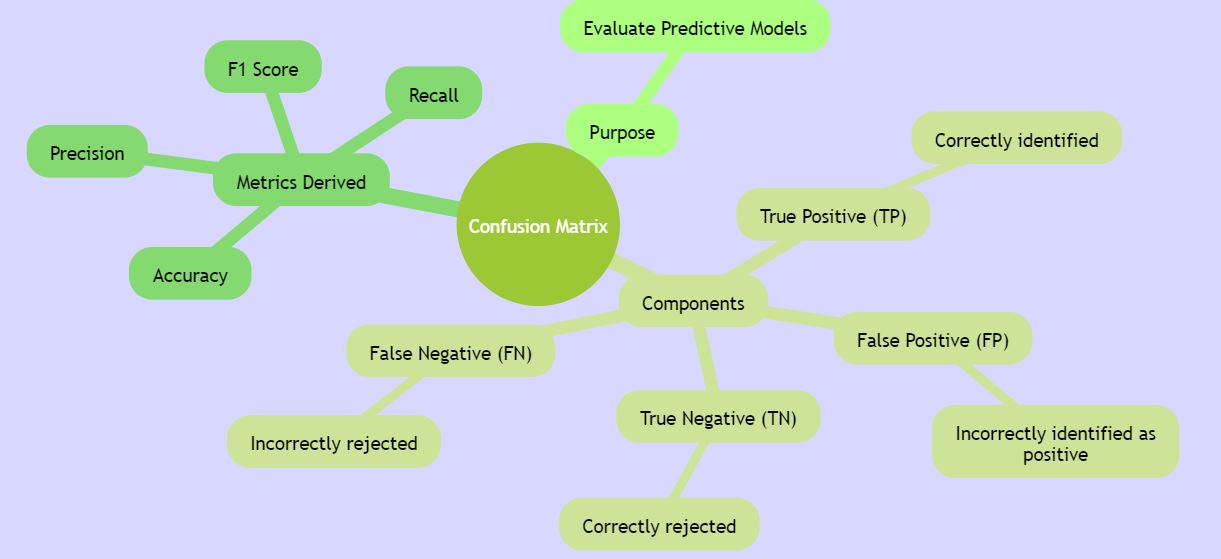 Evaluate Predictive Models
F1 Score
Recall
Purpose
Precision
Metrics Derived
Correctly identified
True Positive (TP)
Confusion Matrix
Accuracy
Components
False Negative (FN)
False Positive (FP)
True Negative (TN)
Incorrectly rejected
Incorrectly identified as
positive
Correctly rejected